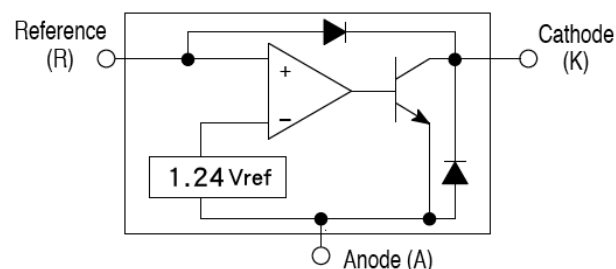 Reference
(R)
Cathode
(K)
+
−
1.24 Vref
Anode (A)